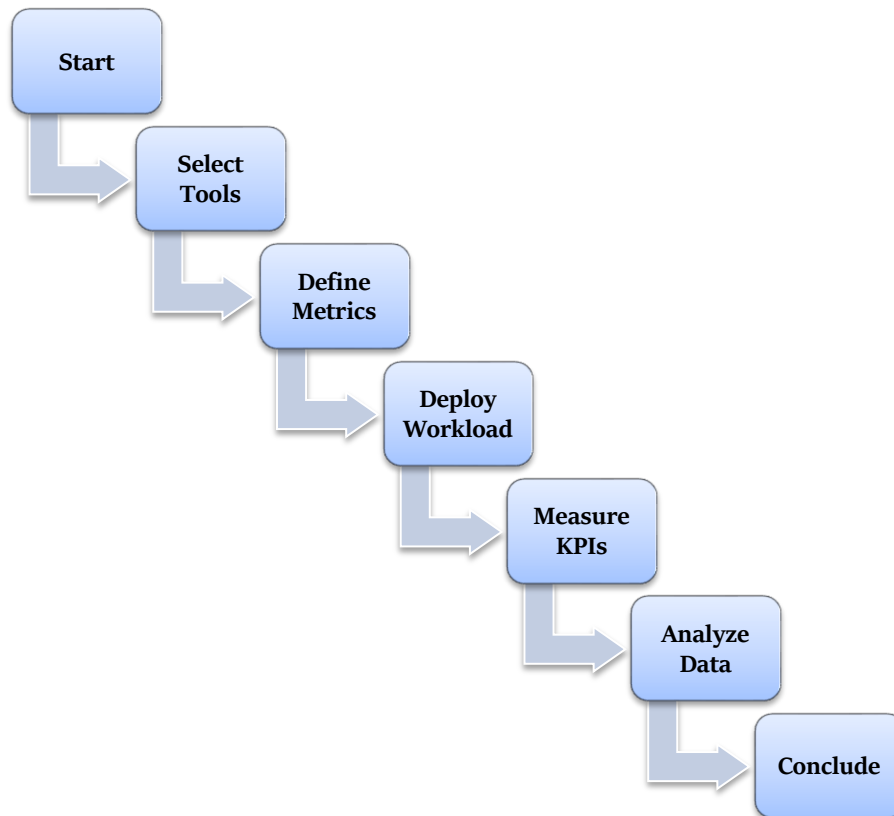 Start
Select
Tools
Define
Metrics
Deploy
Workload
Measure
KPIs
Analyze
Data
Conclude